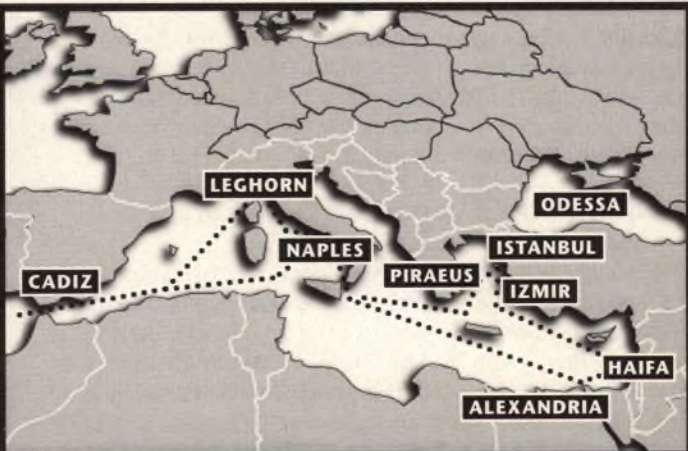 LEGHORN
ODESSA
NAPLES
ISTANBUL
CADIZ
PIRAEUS
IZMIR
HAIFA
ALEXANDRIA